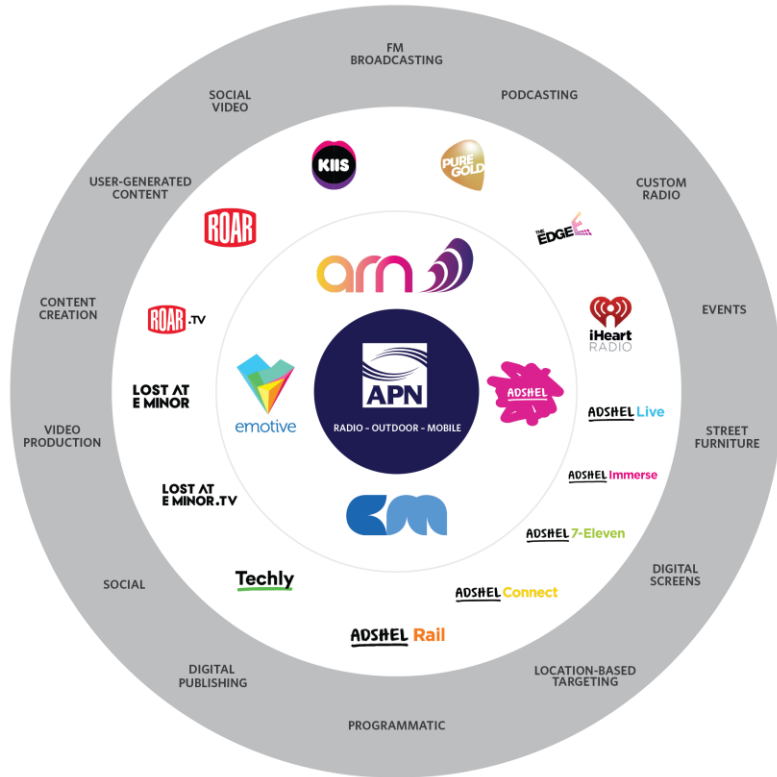 FM
BROADCASTING
SOCIAL
VIDEO
PODCASTING
USER-GENERATED
CONTENT
CUSTOM
RADIO
KIIS
PURE
GOLD
ROAR
THE
EDGE
arn
CONTENT
CREATION
EVENTS
ROAR.TV
iHeart
RADIO
APN
RADIO – OUTDOOR – MOBILE
emotive
ADSHEL
LOST AT
E MINOR
ADSHEL Live
VIDEO
PRODUCTION
STREET
FURNITURE
ADSHEL Immerse
LOST AT
E MINOR.TV
cm
ADSHEL 7-Eleven
SOCIAL
Techly
ADSHEL Connect
DIGITAL
SCREENS
ADSHEL Rail
DIGITAL
PUBLISHING
LOCATION-BASED
TARGETING
PROGRAMMATIC